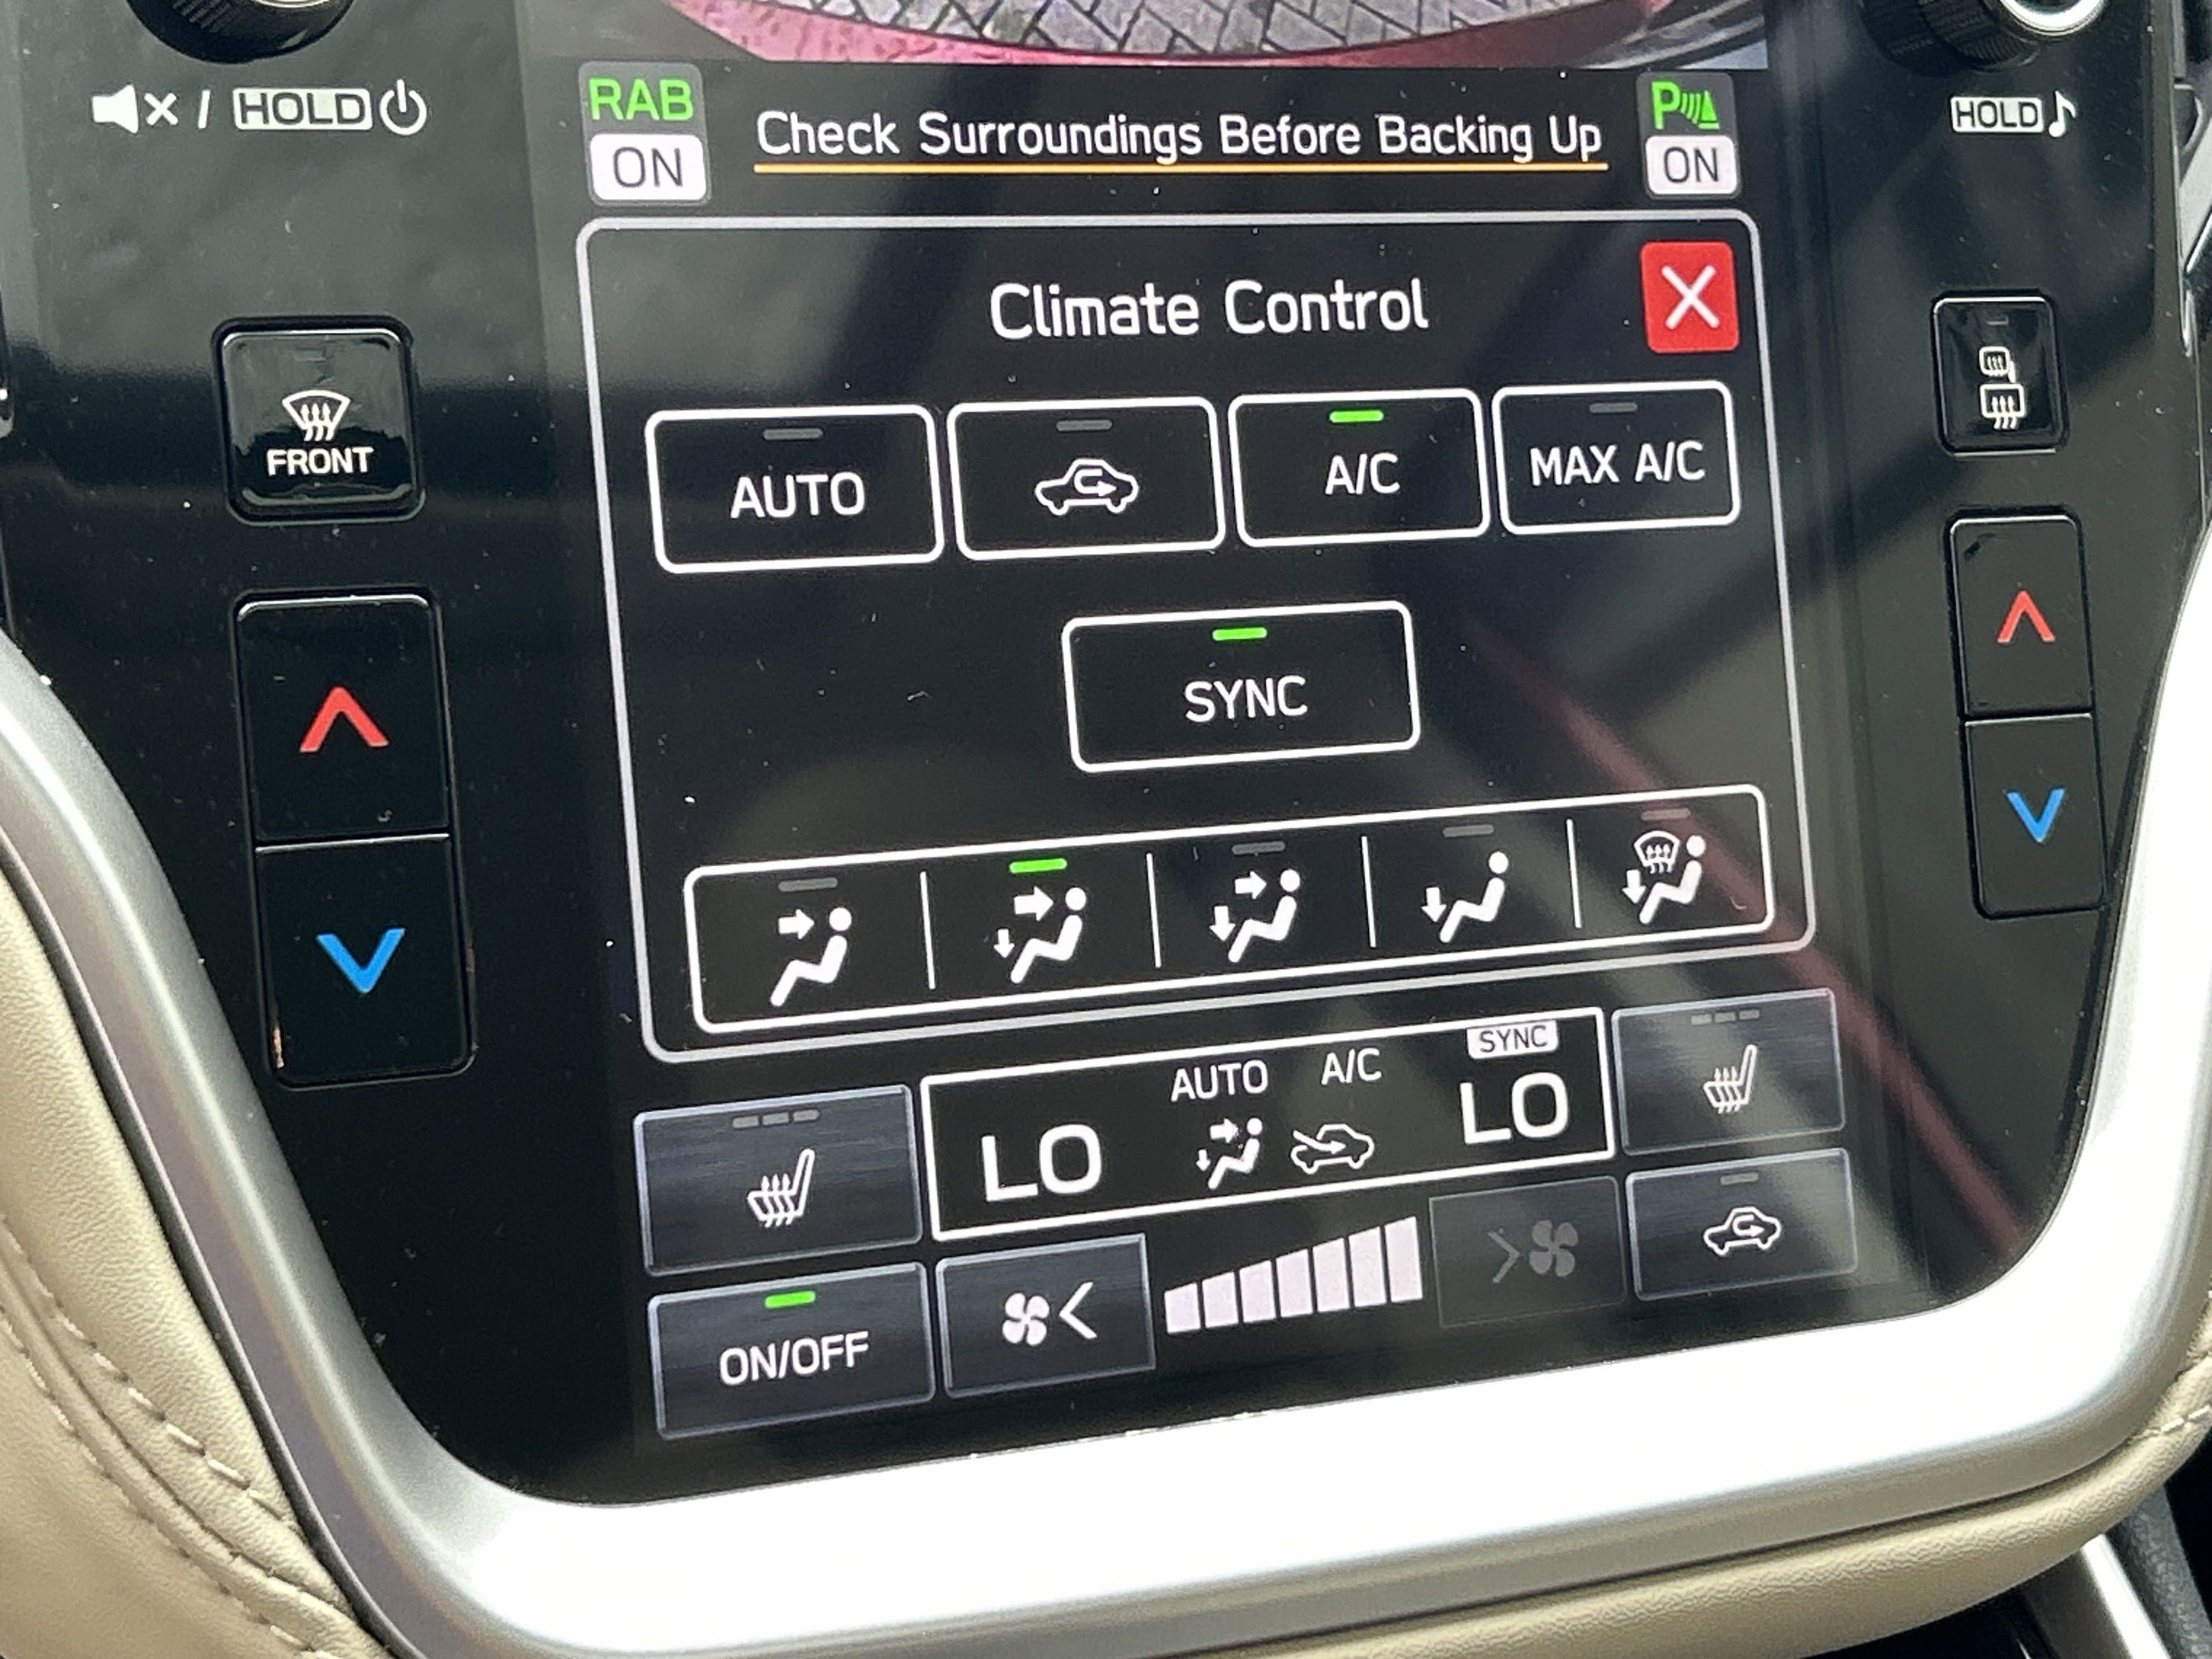 / HOLD
RAB
ON
Check Surroundings Before Backing Up
P
ON
HOLD
Climate Control
FRONT
AUTO
A/C
MAX A/C
SYNC
AUTO A/C SYNC
LO LO
ON/OFF